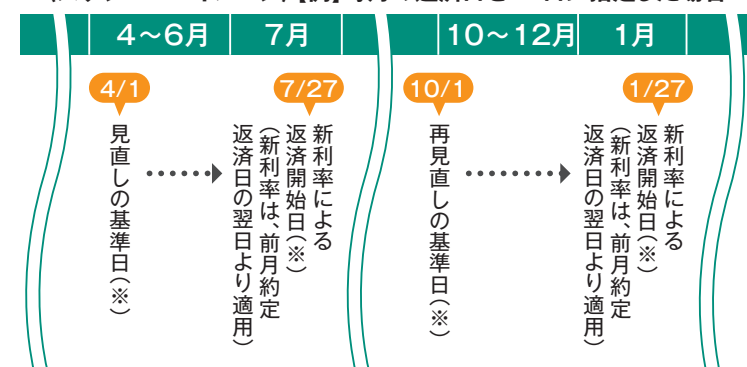 4～6月
7月
10～12月
1月
4/1
7/27
10/1
1/27
見直しの基準日（※）
新利率による
返済開始日（※）
（新利率は、前月約定
返済日の翌日より適用）
再見直しの基準日（※）
新利率による
返済開始日（※）
（新利率は、前月約定
返済日の翌日より適用）